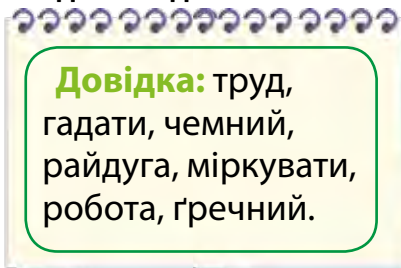 Довідка: труд,
гадати, чемний,
райдуга, міркувати,
робота, ґречний.